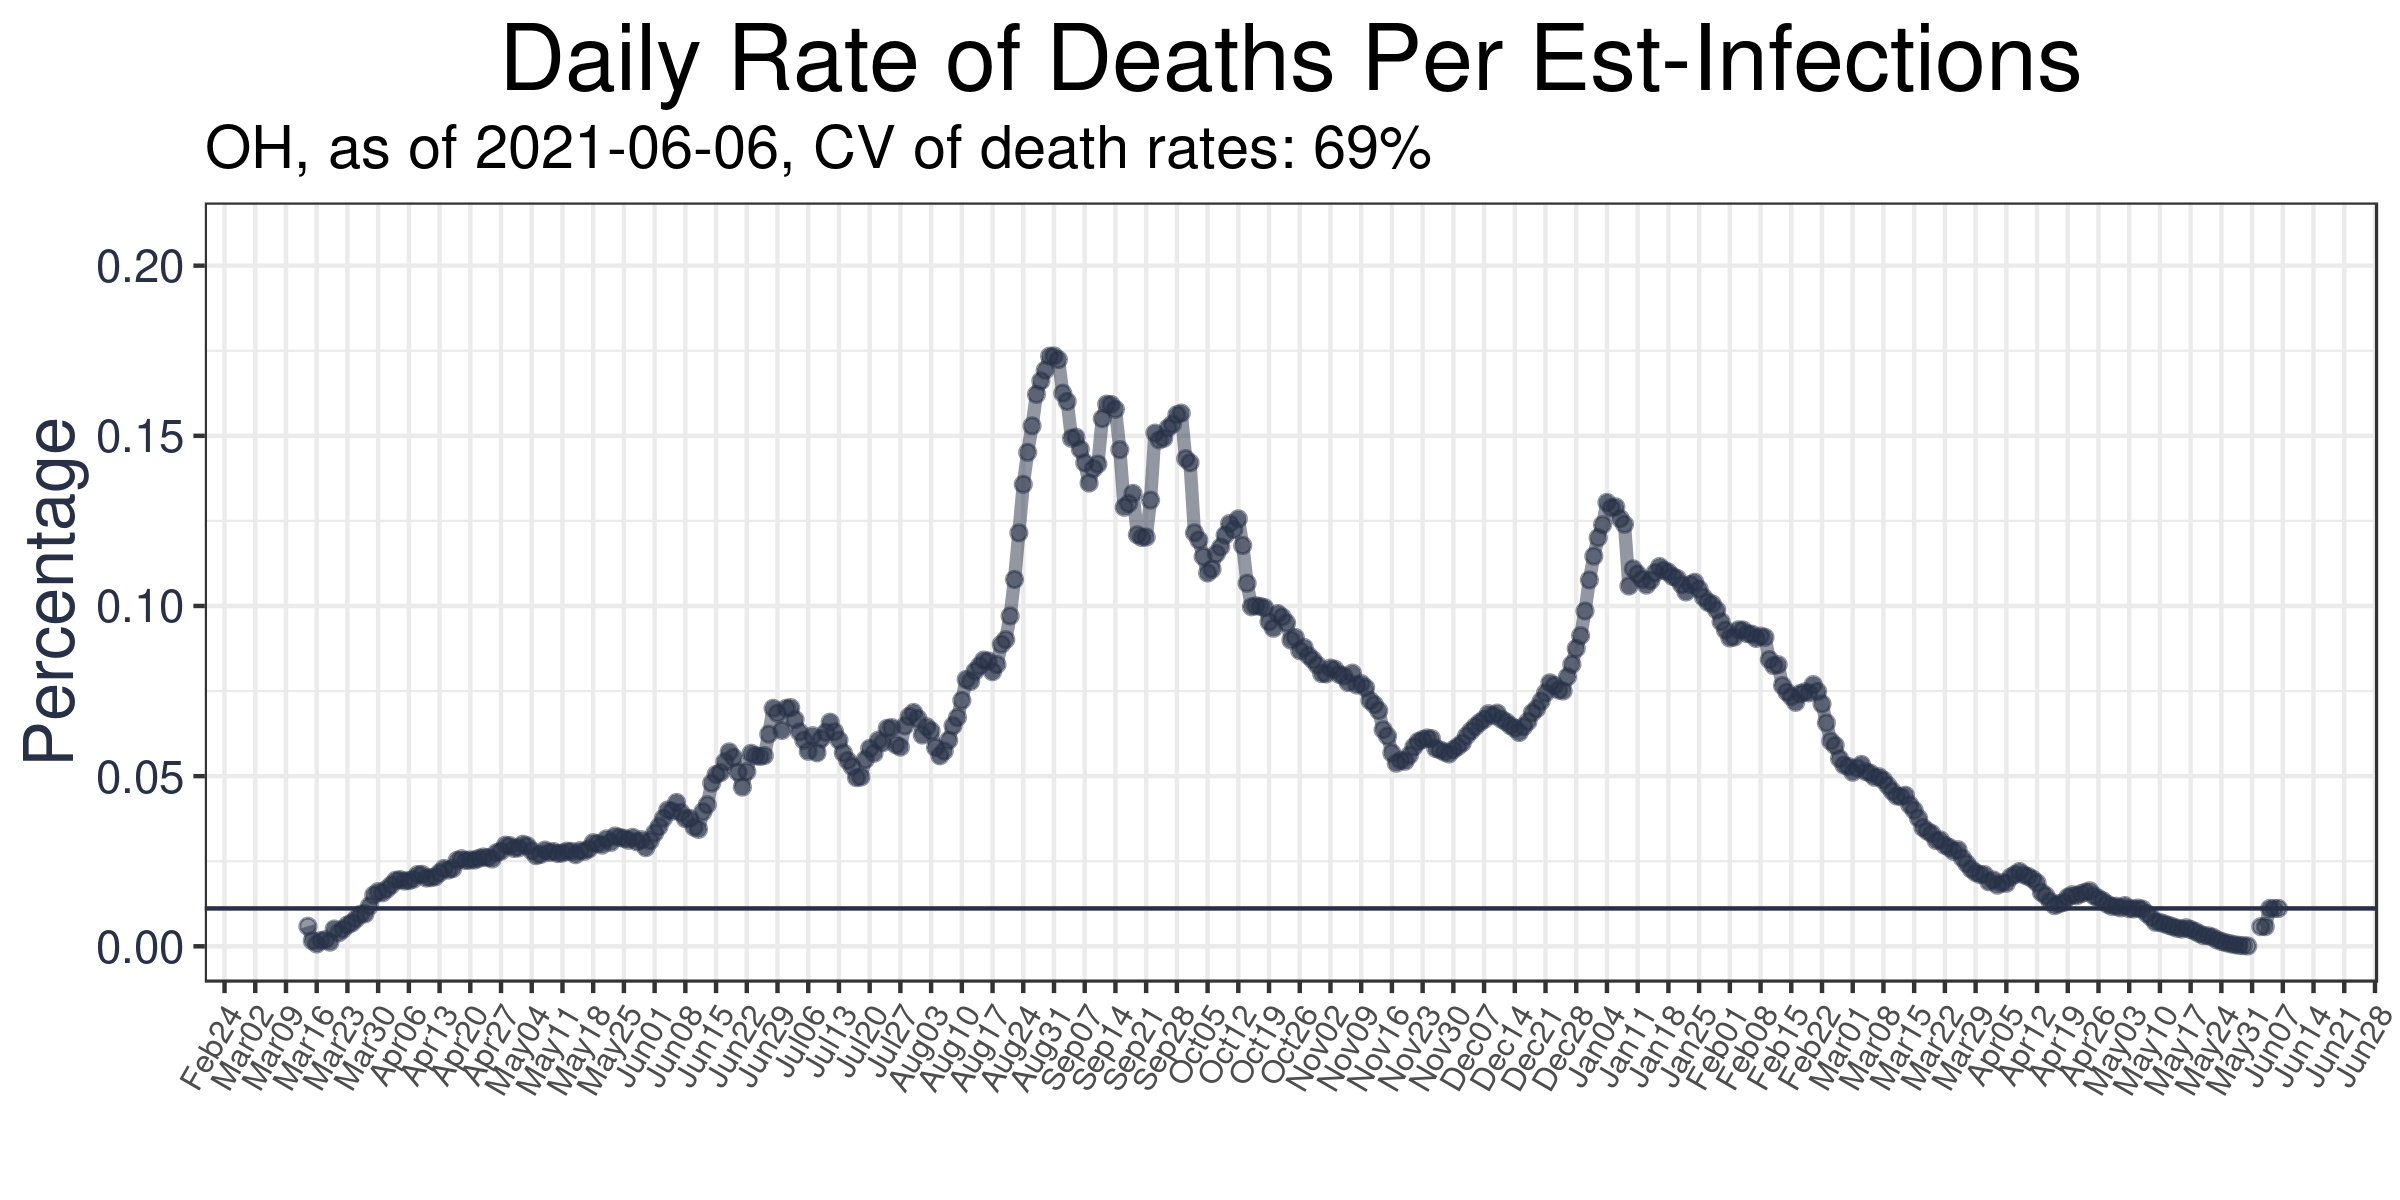 Daily Rate of Deaths Per Est-Infections
OH, as of 2021-06-06, CV of death rates: 69%
Percentage
0.20
0.15
0.10
0.05
0.00
Feb24
Mar02
Mar09
Mar16
Mar23
Mar30
Apr06
Apr13
Apr20
Apr27
May04
May11
May18
May25
Jun01
Jun08
Jun15
Jun22
Jun29
Jul06
Jul13
Jul20
Jul27
Aug03
Aug10
Aug17
Aug24
Aug31
Sep07
Sep14
Sep21
Sep28
Oct05
Oct12
Oct19
Oct26
Nov02
Nov09
Nov16
Nov23
Nov30
Dec07
Dec14
Dec21
Dec28
Jan04
Jan11
Jan18
Jan25
Feb01
Feb08
Feb15
Feb22
Mar01
Mar08
Mar15
Mar22
Mar29
Apr05
Apr12
Apr19
Apr26
May03
May10
May17
May24
May31
Jun07
Jun14
Jun21
Jun28